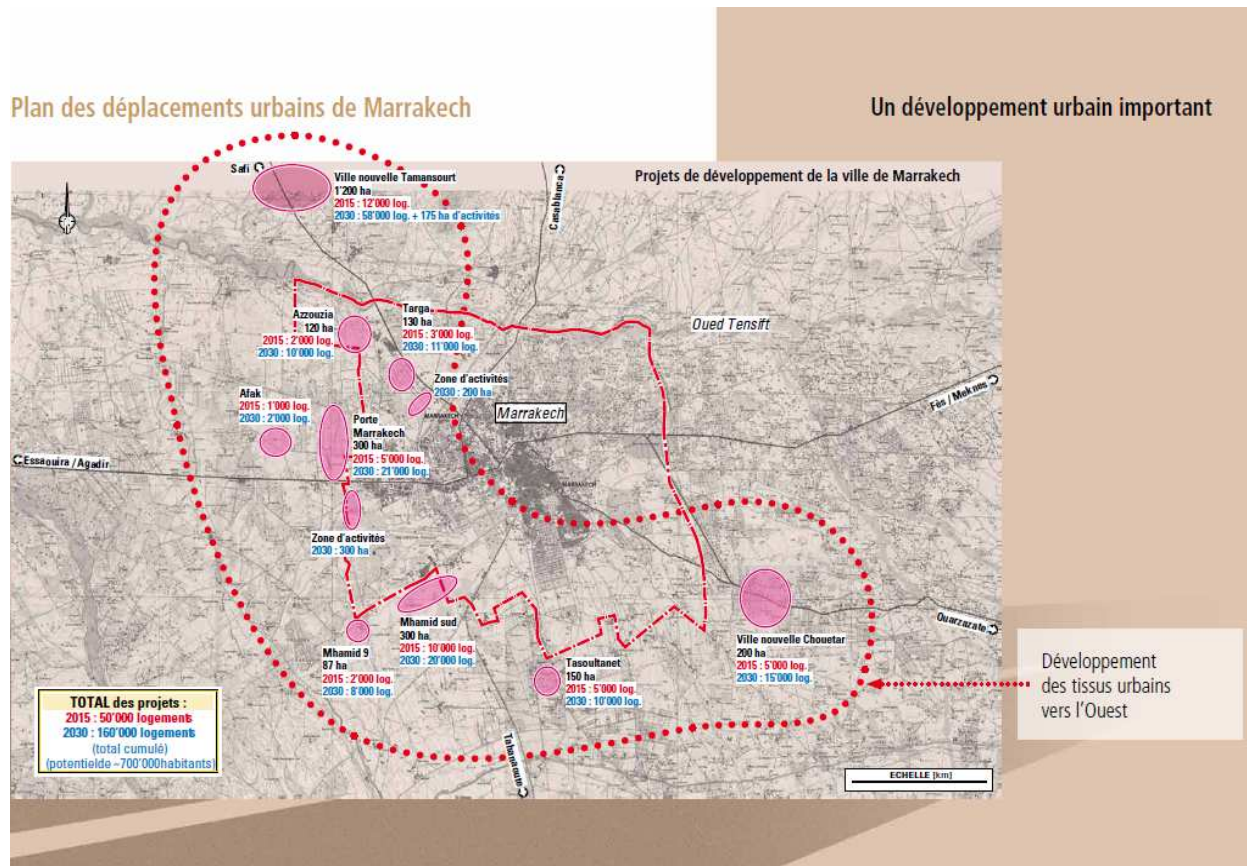 Plan des déplacements urbains de Marrakech
Un développement urbain important
Projets de développement de la ville de Marrakech
Safi
Ville nouvelle Tamansourt
1'200 ha
2015 : 12'000 log.
2030 : 58'000 log. + 175 ha d'activités
Casablanca
Azzouzia
120 ha
2015 : 2'000 log.
2030 : 10'000 log.
Targa
130 ha
2015 : 3'000 log.
2030 : 11'000 log.
Oued Tensift
Zone d'activités
2030 : 200 ha
Fès / Meknes
Afak
2015 : 1'000 log.
2030 : 2'000 log.
Porte
Marrakech
300 ha
2015 : 5'000 log.
2030 : 21'000 log.
MARRAKECH
Marrakech
Essaouira / Agadir
MARRAKECH
Zone d'activités
2030 : 300 ha
Mhamid 9
87 ha
2015 : 2'000 log.
2030 : 8'000 log.
Mhamid sud
300 ha
2015 : 10'000 log.
2030 : 20'000 log.
Tasoultanet
150 ha
2015 : 5'000 log.
2030 : 10'000 log.
Ville nouvelle Chouetar
200 ha
2015 : 5'000 log.
2030 : 15'000 log.
Ouarzazate
Tahanaoute
Développement
des tissus urbains
vers l'Ouest
TOTAL des projets :
2015 : 50'000 logements
2030 : 160'000 logements
(total cumulé)
(potentielde ~700'000habitants)
ECHELLE [km]